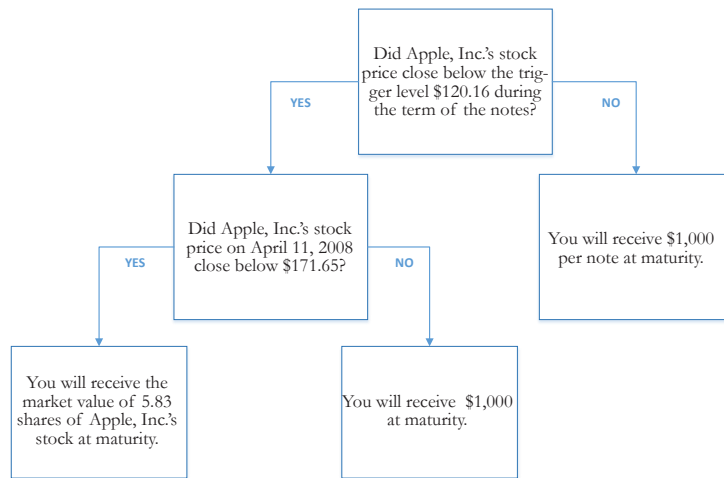 Did Apple, Inc.'s stock
price close below the trig-
ger level $120.16 during
the term of the notes?
YES
NO
Did Apple, Inc.'s stock
price on April 11, 2008
close below $171.65?
You will receive $1,000
per note at maturity.
YES
NO
You will receive the
market value of 5.83
shares of Apple, Inc.'s
stock at maturity.
You will receive $1,000
at maturity.